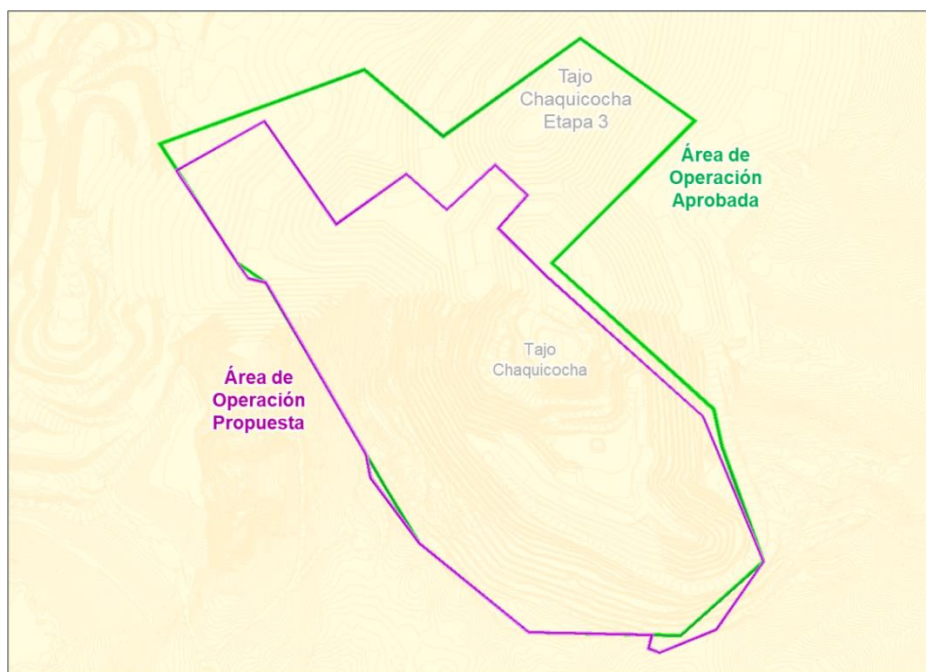 Tajo
Chaquicocha
Etapa 3
Área de
Operación
Aprobada
Tajo
Chaquicocha
Área de
Operación
Propuesta